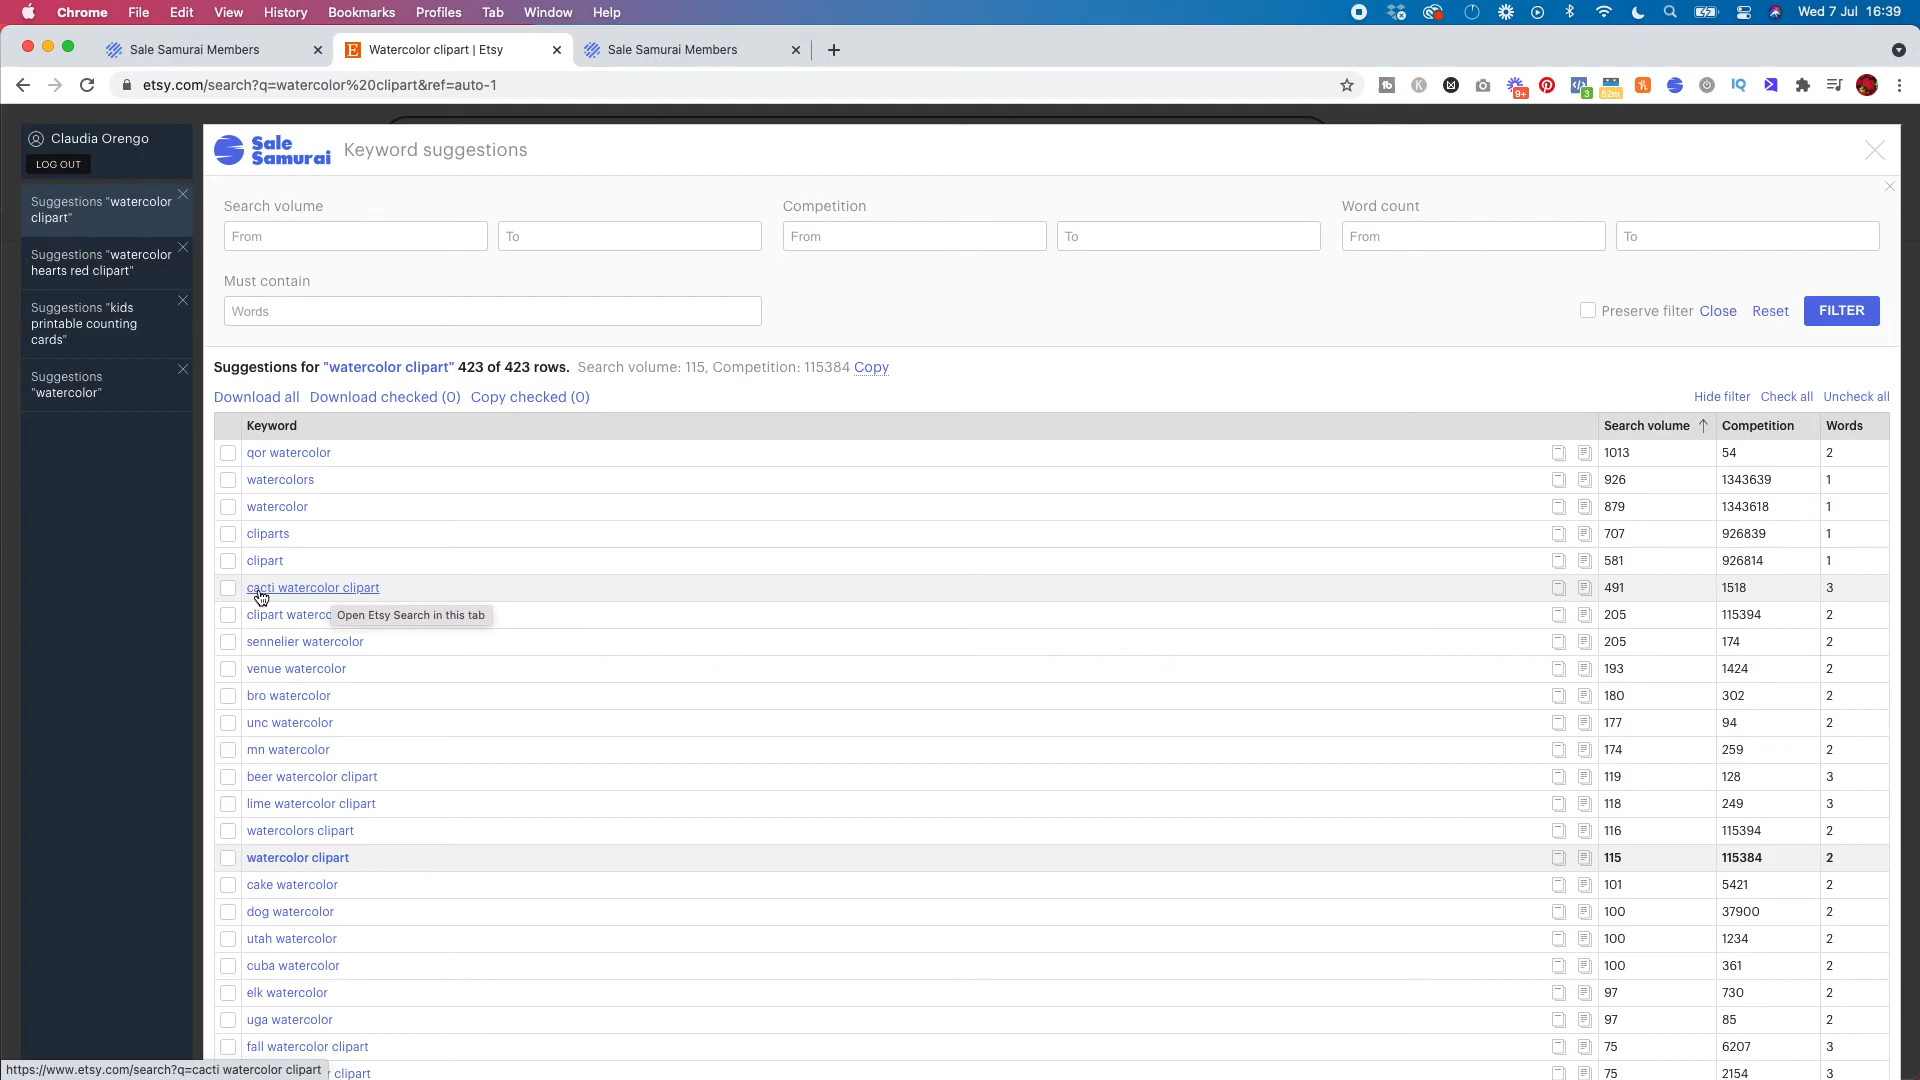 Chrome File Edit View History Bookmarks Profiles Tab Window Help Wed 7 Jul 16:39
Sale Samurai Members Watercolor clipart | Etsy Sale Samurai Members
etsy.com/search?q=watercolor%20clipart&ref=auto-1
9+ 3 52m IQ
Claudia Orengo
LOG OUT
Suggestions "watercolor
clipart"
Suggestions "watercolor
hearts red clipart"
Suggestions "kids
printable counting
cards"
Suggestions
"watercolor"
Sale
Samurai
Keyword suggestions
Search volume Competition Word count
From To From To From To
Must contain
Words
Preserve filter Close Reset FILTER
Suggestions for "watercolor clipart" 423 of 423 rows. Search volume: 115, Competition: 115384 Copy
Download all Download checked (0) Copy checked (0) Hide filter Check all Uncheck all
Keyword Search volume Competition Words
qor watercolor 1013 54 2
watercolors 926 1343639 1
watercolor 879 1343618 1
cliparts 707 926839 1
clipart 581 926814 1
cacti watercolor clipart 491 1518 3
clipart waterco 205 115394 2
Open Etsy Search in this tab
sennelier watercolor 205 174 2
venue watercolor 193 1424 2
bro watercolor 180 302 2
unc watercolor 177 94 2
mn watercolor 174 259 2
beer watercolor clipart 119 128 3
lime watercolor clipart 118 249 3
watercolors clipart 116 115394 2
watercolor clipart 115 115384 2
cake watercolor 101 5421 2
dog watercolor 100 37900 2
utah watercolor 100 1234 2
cuba watercolor 100 361 2
elk watercolor 97 730 2
uga watercolor 97 85 2
fall watercolor clipart 75 6207 3
r clipart 75 2154 3
https://www.etsy.com/search?q=cacti watercolor clipart